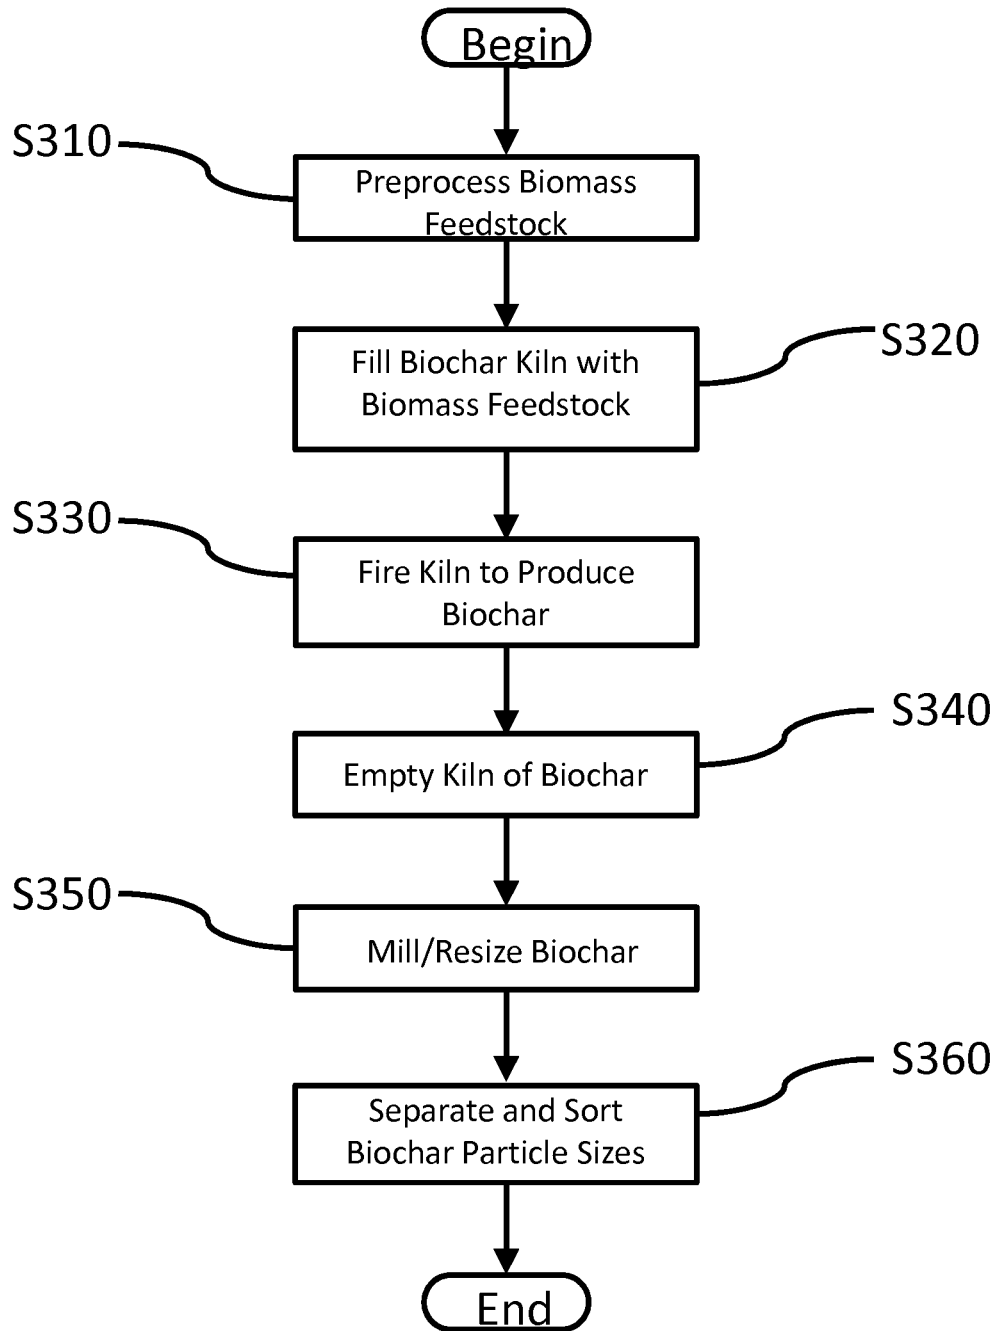 Begin
S310
Preprocess Biomass
Feedstock
S320
Fill Biochar Kiln with
Biomass Feedstock
S330
Fire Kiln to Produce
Biochar
S340
Empty Kiln of Biochar
S350
Mill/Resize Biochar
S360
Separate and Sort
Biochar Particle Sizes
End